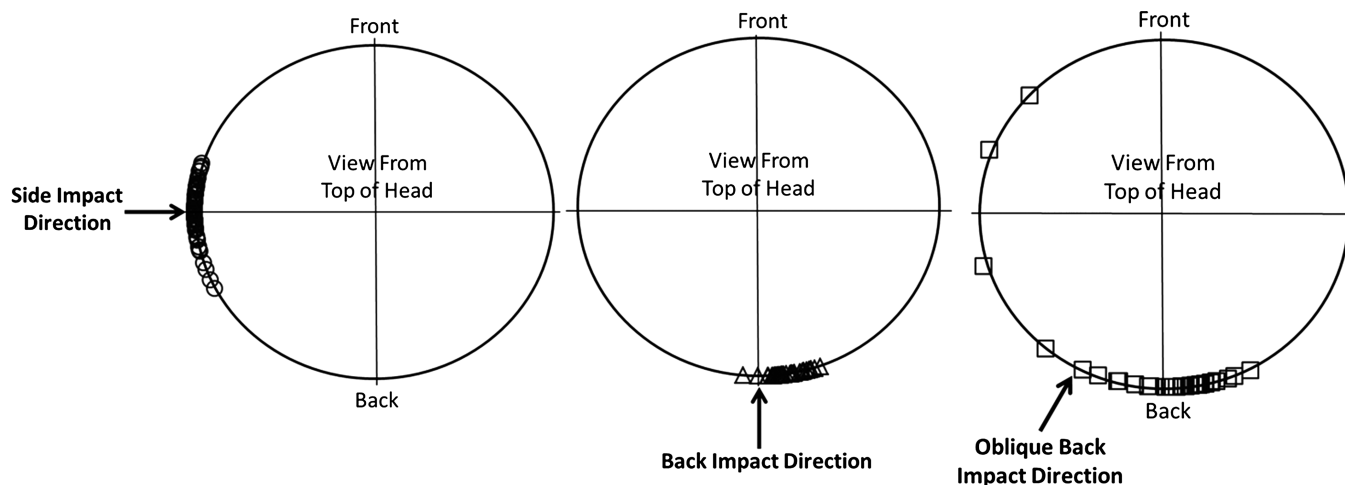 Front
View From
Top of Head
Side Impact
Direction
Back
Front
View From
Top of Head
Back Impact Direction
Front
View From
Top of Head
Back
Oblique Back
Impact Direction